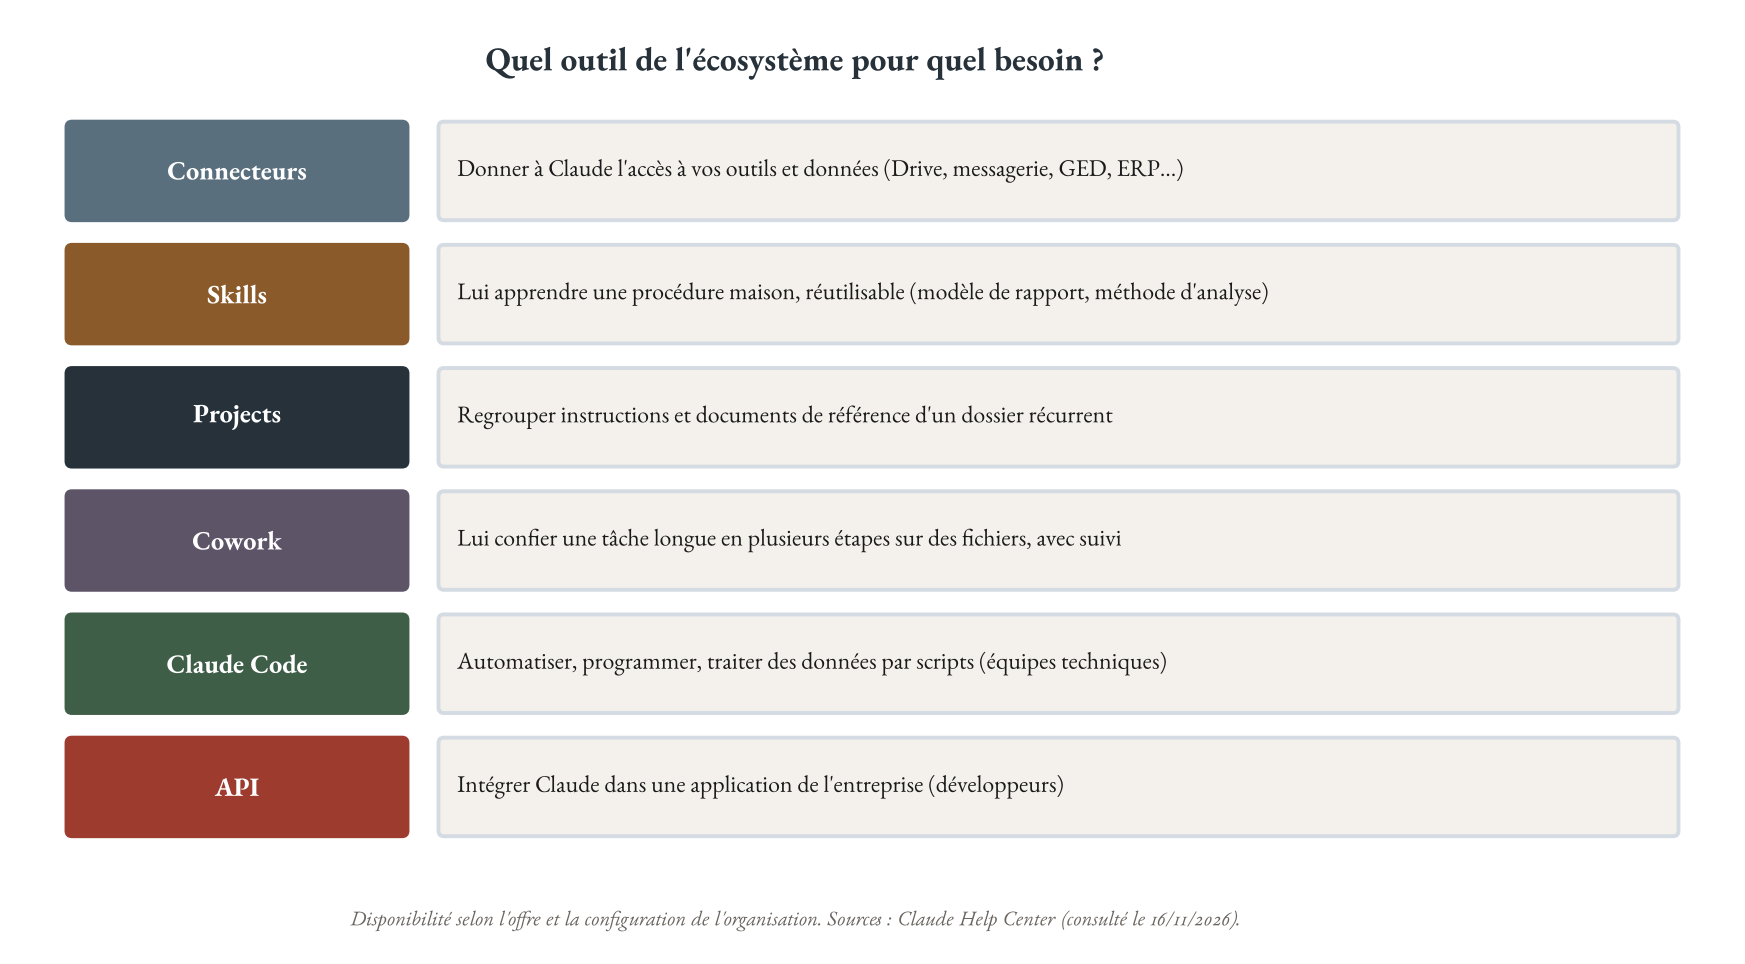 Quel outil de l'écosystème pour quel besoin ?
Connecteurs
Donner à Claude l'accès à vos outils et données (Drive, messagerie, GED, ERP…)
Skills
Lui apprendre une procédure maison, réutilisable (modèle de rapport, méthode d'analyse)
Projects
Regrouper instructions et documents de référence d'un dossier récurrent
Cowork
Lui confier une tâche longue en plusieurs étapes sur des fichiers, avec suivi
Claude Code
Automatiser, programmer, traiter des données par scripts (équipes techniques)
API
Intégrer Claude dans une application de l'entreprise (développeurs)
Disponibilité selon l'offre et la configuration de l'organisation. Sources : Claude Help Center (consulté le 16/11/2026).